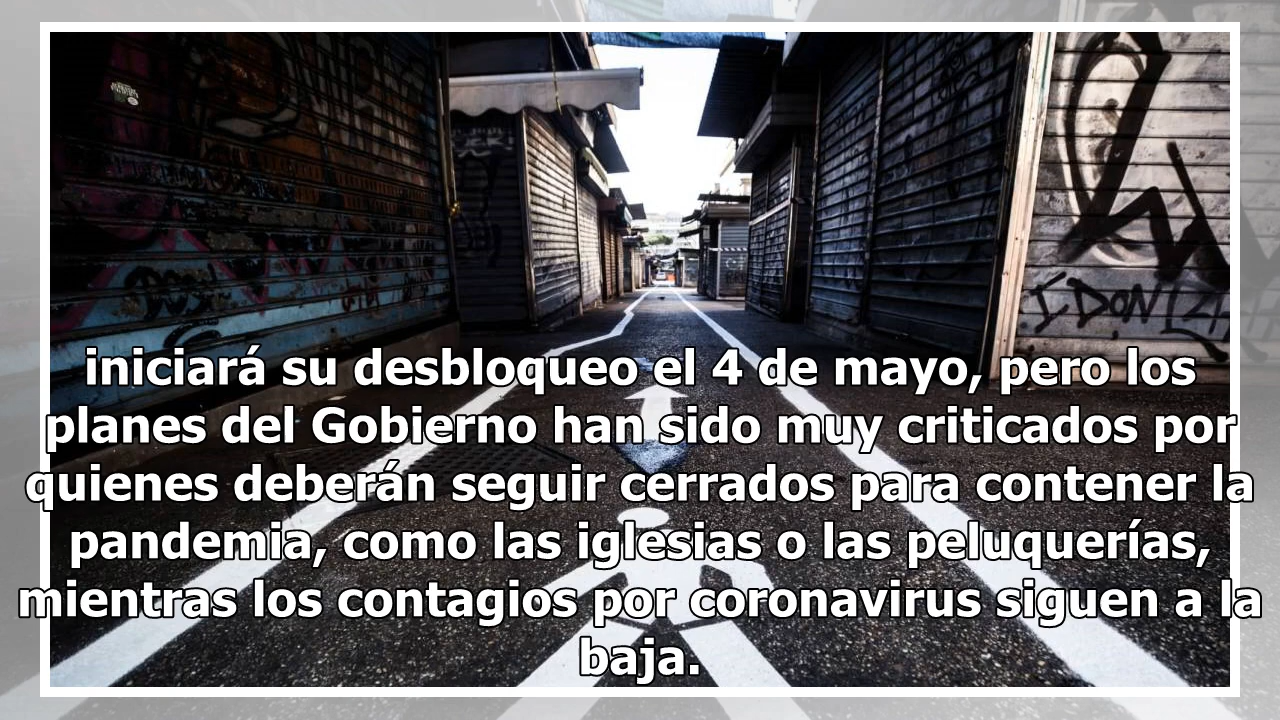 iniciará su desbloqueo el 4 de mayo, pero los
planes del Gobierno han sido muy criticados por
quienes deberán seguir cerrados para contener la
pandemia, como las iglesias o las peluquerías,
mientras los contagios por coronavirus siguen a la
baja.